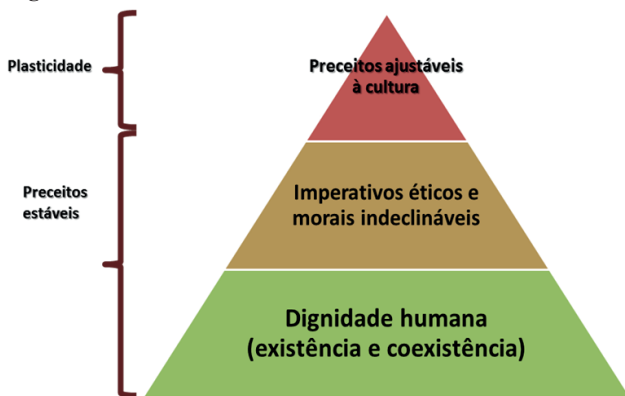 Plasticidade
Preceitos ajustáveis
à cultura
Preceitos
estáveis
Imperativos éticos e
morais indeclináveis
Dignidade humana
(existência e coexistência)